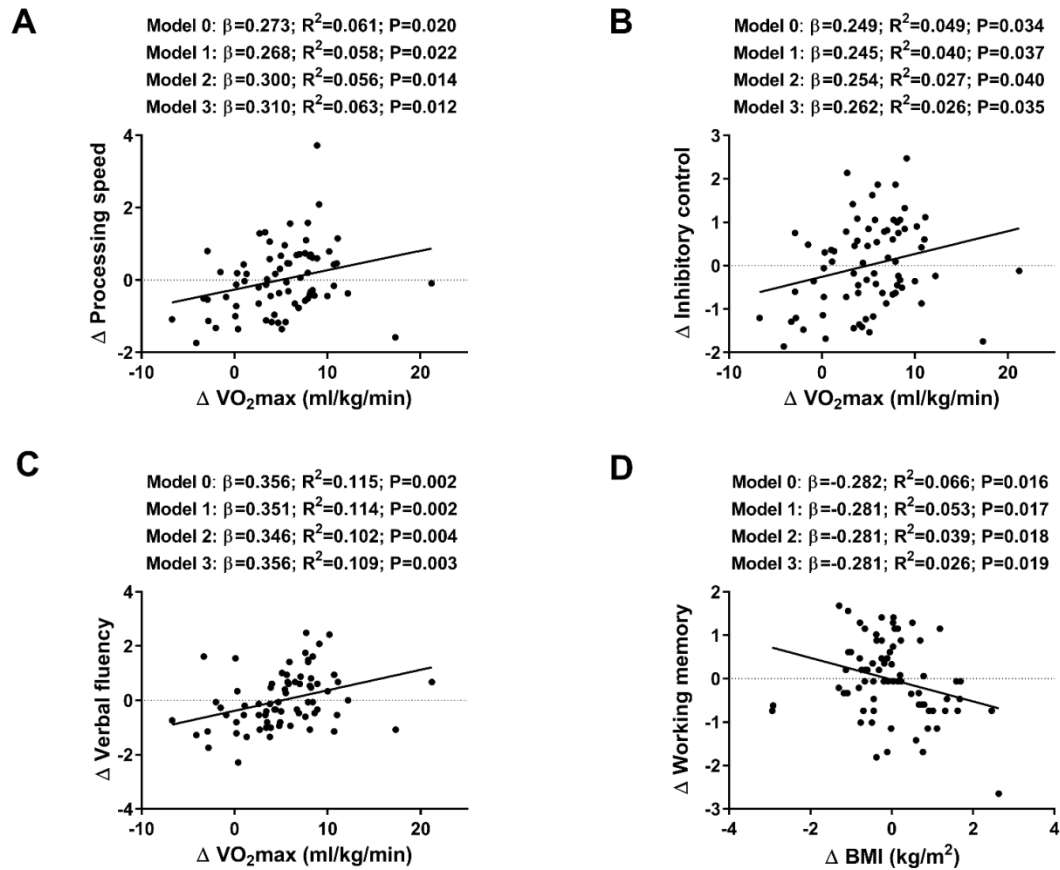 A
Model 0: β=0.273; R²=0.061; P=0.020
Model 1: β=0.268; R²=0.058; P=0.022
Model 2: β=0.300; R²=0.056; P=0.014
Model 3: β=0.310; R²=0.063; P=0.012
4
2
0
-2
Δ Processing speed
-10
0
10
20
Δ VO₂max (ml/kg/min)
B
Model 0: β=0.249; R²=0.049; P=0.034
Model 1: β=0.245; R²=0.040; P=0.037
Model 2: β=0.254; R²=0.027; P=0.040
Model 3: β=0.262; R²=0.026; P=0.035
3
2
1
0
-1
-2
Δ Inhibitory control
-10
0
10
20
Δ VO₂max (ml/kg/min)
C
Model 0: β=0.356; R²=0.115; P=0.002
Model 1: β=0.351; R²=0.114; P=0.002
Model 2: β=0.346; R²=0.102; P=0.004
Model 3: β=0.356; R²=0.109; P=0.003
4
2
0
-2
-4
Δ Verbal fluency
-10
0
10
20
Δ VO₂max (ml/kg/min)
D
Model 0: β=-0.282; R²=0.066; P=0.016
Model 1: β=-0.281; R²=0.053; P=0.017
Model 2: β=-0.281; R²=0.039; P=0.018
Model 3: β=-0.281; R²=0.026; P=0.019
2
1
0
-1
-2
-3
Δ Working memory
-4
-2
0
2
4
Δ BMI (kg/m²)